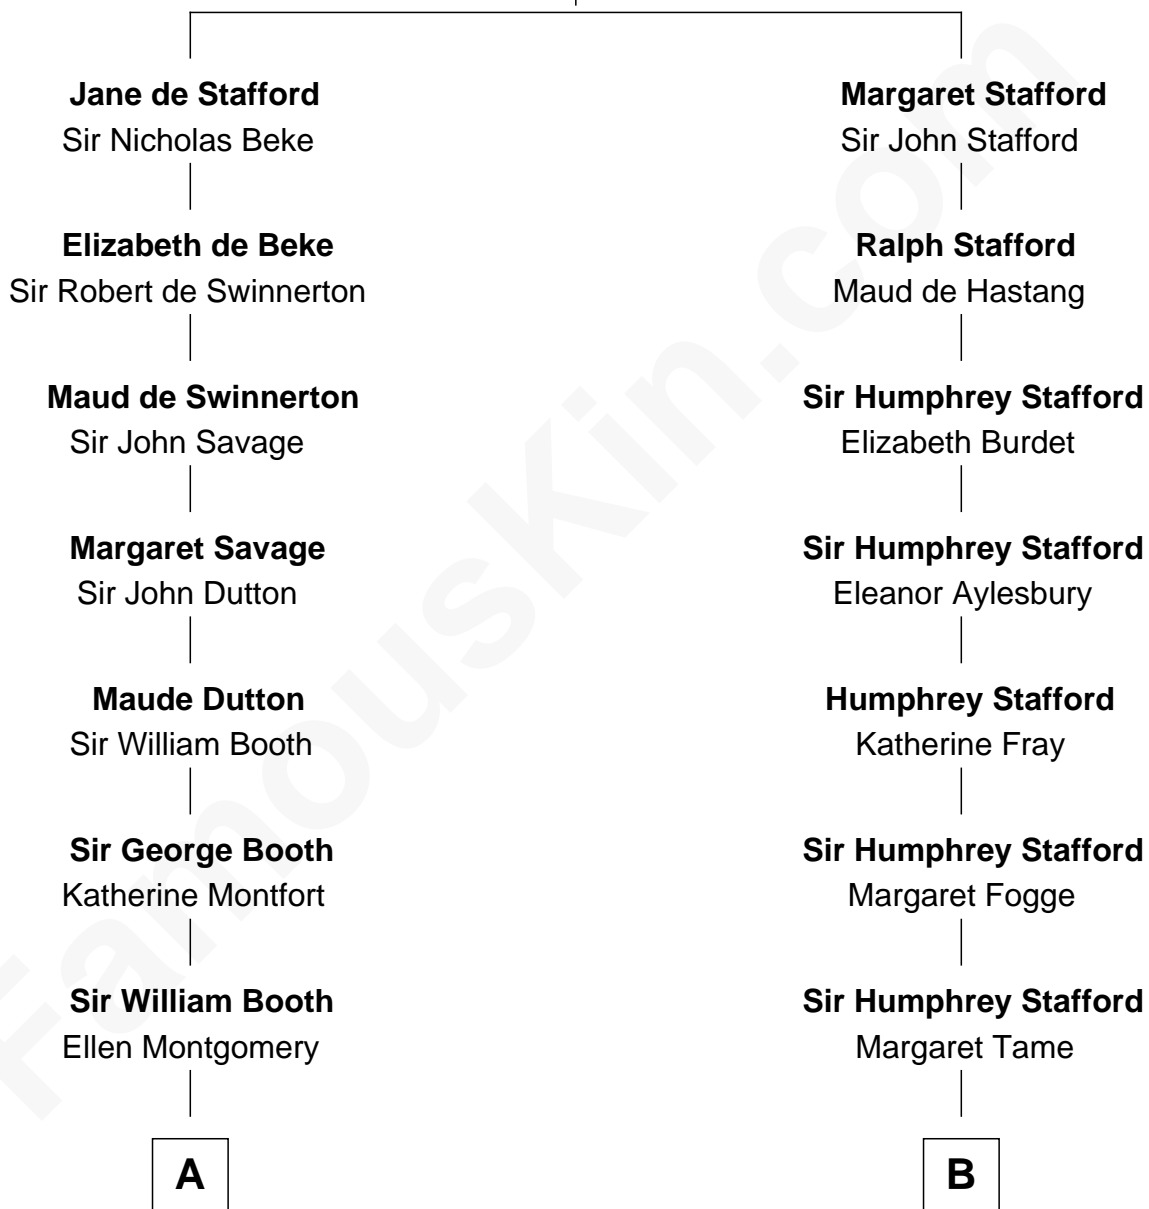 Jane de Stafford
Sir Nicholas Beke
Elizabeth de Beke
Sir Robert de Swinnerton
Maud de Swinnerton
Sir John Savage
Margaret Savage
Sir John Dutton
Maude Dutton
Sir William Booth
Sir George Booth
Katherine Montfort
Sir William Booth
Ellen Montgomery
A
Margaret Stafford
Sir John Stafford
Ralph Stafford
Maud de Hastang
Sir Humphrey Stafford
Elizabeth Burdet
Sir Humphrey Stafford
Eleanor Aylesbury
Humphrey Stafford
Katherine Fray
Sir Humphrey Stafford
Margaret Fogge
Sir Humphrey Stafford
Margaret Tame
B
FamousKin.com